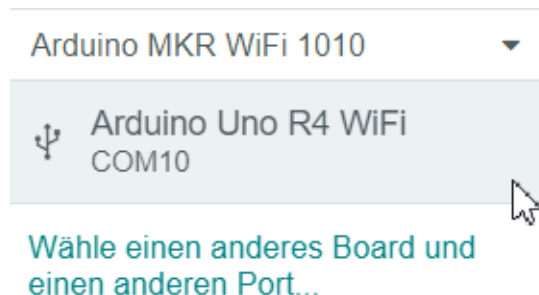 Arduino MKR WiFi 1010
Arduino Uno R4 WiFi
COM10
Wähle einen anderes Board und
einen anderen Port...